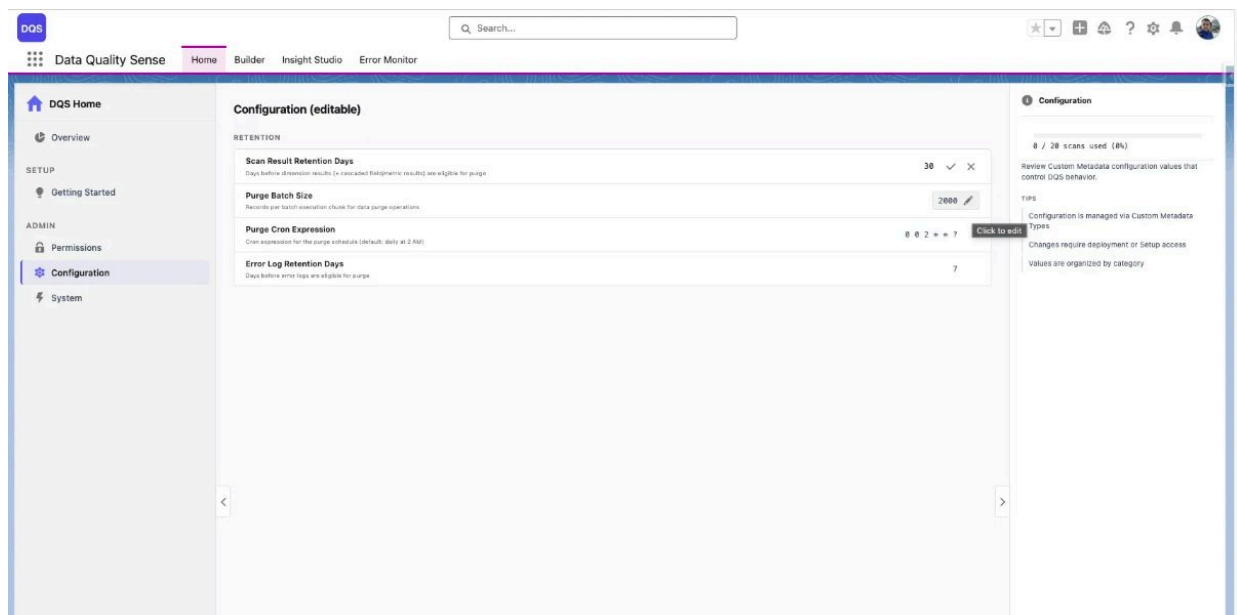 DQS
Search...
Data Quality Sense
Home
Builder
Insight Studio
Error Monitor
DQS Home
Overview
SETUP
Getting Started
ADMIN
Permissions
Configuration
System
Configuration (editable)
RETENTION
Scan Result Retention Days
Days before dimension results (+ cascaded field/metric results) are eligible for purge
30
Purge Batch Size
Records per batch execution chunk for data purge operations
2000
Purge Cron Expression
Cron expression for the purge schedule (default: daily at 2 AM)
0 0 2 * * ?
Click to edit
Error Log Retention Days
Days before error logs are eligible for purge
7
Configuration
0 / 20 scans used (0%)
Review Custom Metadata configuration values that
control DQS behavior.
TIPS
Configuration is managed via Custom Metadata
Types
Changes require deployment or Setup access
Values are organized by category